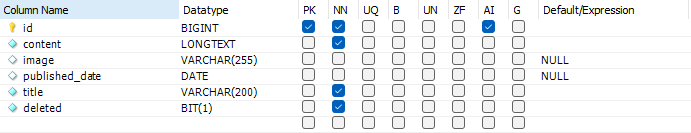 Column Name Datatype PK NN UQ B UN ZF AI G Default/Expression
id BIGINT
content LONGTEXT
image VARCHAR(255) NULL
published_date DATE NULL
title VARCHAR(200)
deleted BIT(1)